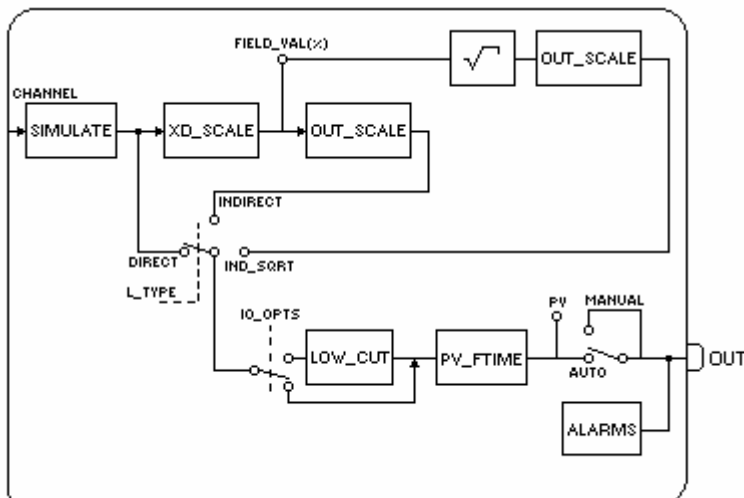 FIELD_VAL(%)
√
OUT_SCALE
CHANNEL
SIMULATE
XD_SCALE
OUT_SCALE
INDIRECT
DIRECT
IND_SQRT
L_TYPE
IO_OPTS
PV
MANUAL
LOW_CUT
PV_FTIME
AUTO
OUT
ALARMS